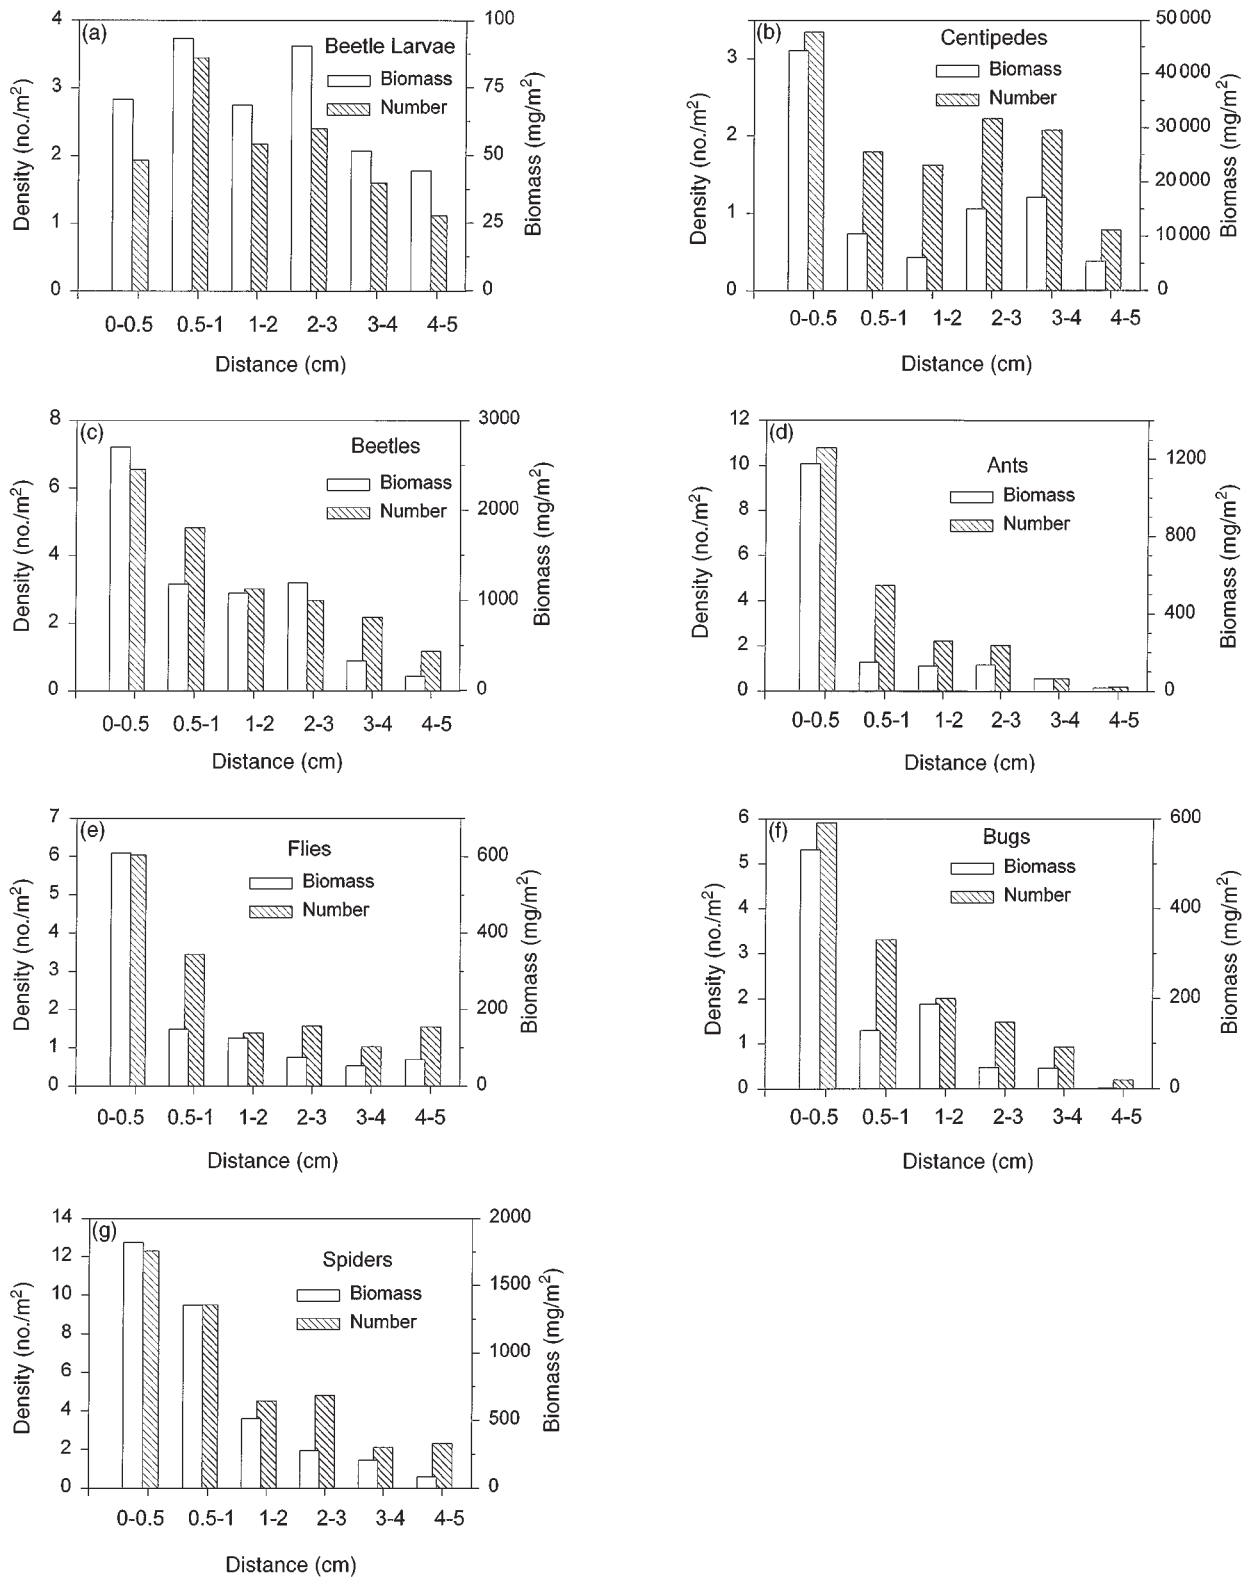 (a)
Beetle Larvae
Biomass
Number
Density (no./m²)
4
3
2
1
0
Biomass (mg/m²)
100
75
50
25
0
0-0.5 0.5-1 1-2 2-3 3-4 4-5
Distance (cm)
(b)
Centipedes
Biomass
Number
Density (no./m²)
3
2
1
0
Biomass (mg/m²)
50 000
40 000
30 000
20 000
10 000
0
0-0.5 0.5-1 1-2 2-3 3-4 4-5
Distance (cm)
(c)
Beetles
Biomass
Number
Density (no./m²)
8
6
4
2
0
Biomass (mg/m²)
3000
2000
1000
0
0-0.5 0.5-1 1-2 2-3 3-4 4-5
Distance (cm)
(d)
Ants
Biomass
Number
Density (no./m²)
12
10
8
6
4
2
0
Biomass (mg/m²)
1200
800
400
0
0-0.5 0.5-1 1-2 2-3 3-4 4-5
Distance (cm)
(e)
Flies
Biomass
Number
Density (no./m²)
7
6
5
4
3
2
1
0
Biomass (mg/m²)
600
400
200
0
0-0.5 0.5-1 1-2 2-3 3-4 4-5
Distance (cm)
(f)
Bugs
Biomass
Number
Density (no./m²)
6
5
4
3
2
1
0
Biomass (mg/m²)
600
400
200
0
0-0.5 0.5-1 1-2 2-3 3-4 4-5
Distance (cm)
(g)
Spiders
Biomass
Number
Density (no./m²)
14
12
10
8
6
4
2
0
Biomass (mg/m²)
2000
1500
1000
500
0
0-0.5 0.5-1 1-2 2-3 3-4 4-5
Distance (cm)